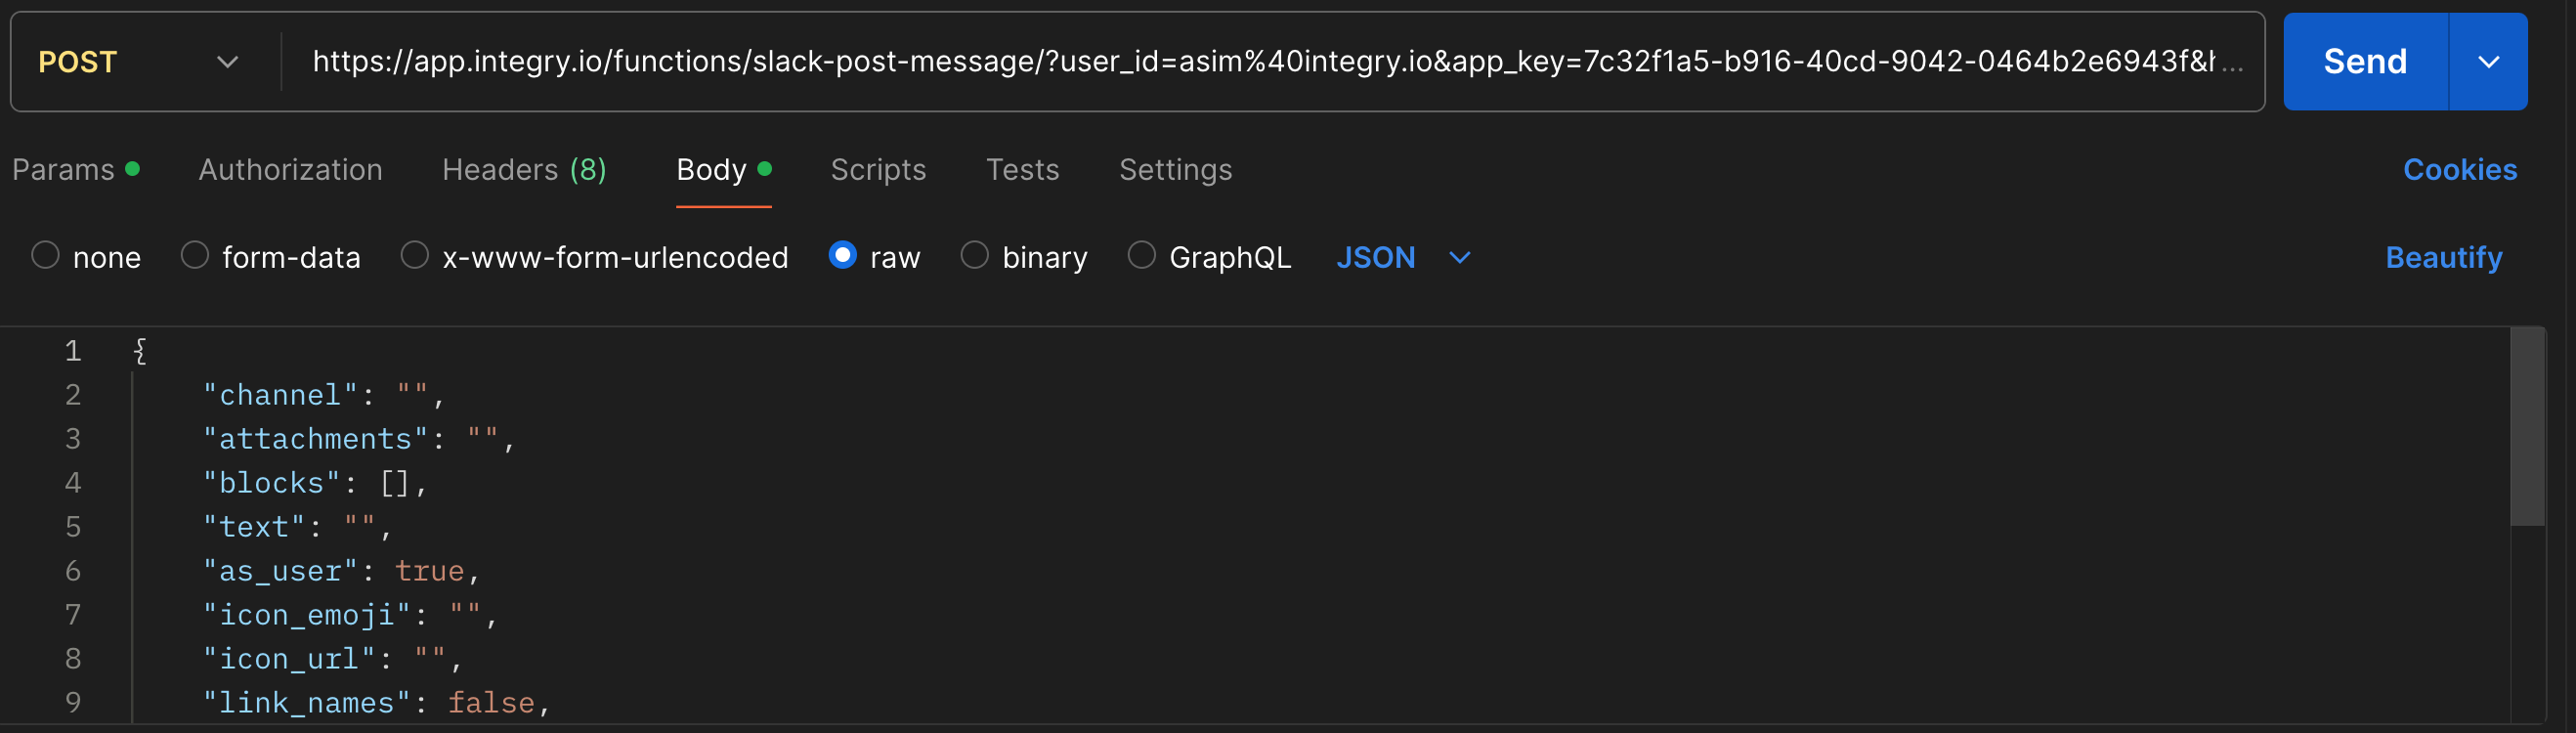 POST https://app.integry.io/functions/slack-post-message/?user_id=asim%40integry.io&app_key=7c32f1a5-b916-40cd-9042-0464b2e6943f&h... Send
Params Authorization Headers (8) Body Scripts Tests Settings Cookies
none form-data x-www-form-urlencoded raw binary GraphQL JSON Beautify
1 {
2 "channel": "",
3 "attachments": "",
4 "blocks": [],
5 "text": "",
6 "as_user": true,
7 "icon_emoji": "",
8 "icon_url": "",
9 "link_names": false,